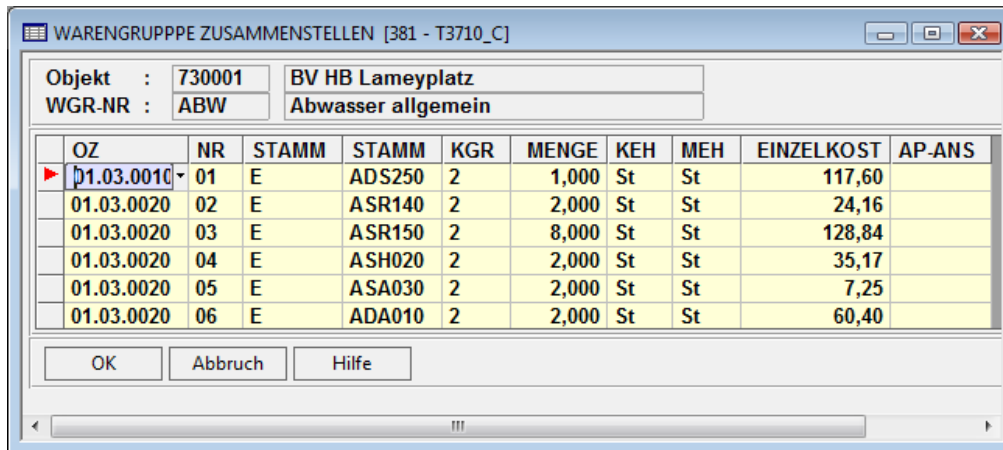 WARENGRUPPPE ZUSAMMENSTELLEN [381 - T3710_C]
Objekt : 730001 BV HB Lameyplatz
WGR-NR : ABW Abwasser allgemein
OZ NR STAMM STAMM KGR MENGE KEH MEH EINZELKOST AP-ANS
01.03.0010 01 E ADS250 2 1,000 St St 117,60
01.03.0020 02 E ASR140 2 2,000 St St 24,16
01.03.0020 03 E ASR150 2 8,000 St St 128,84
01.03.0020 04 E ASH020 2 2,000 St St 35,17
01.03.0020 05 E ASA030 2 2,000 St St 7,25
01.03.0020 06 E ADA010 2 2,000 St St 60,40
OK Abbruch Hilfe